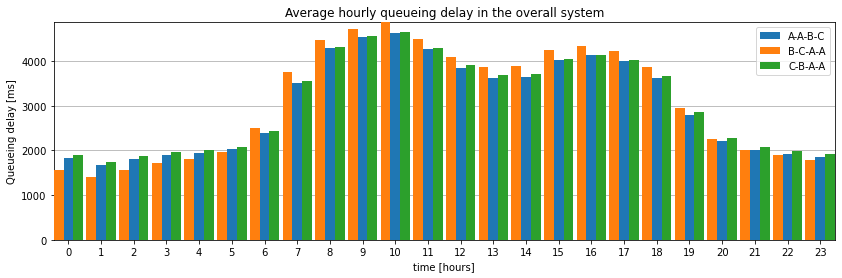 Average hourly queueing delay in the overall system
Queueing delay [ms]
4000
3000
2000
1000
0
A-A-B-C
B-C-A-A
C-B-A-A
0 1 2 3 4 5 6 7 8 9 10 11 12 13 14 15 16 17 18 19 20 21 22 23
time [hours]